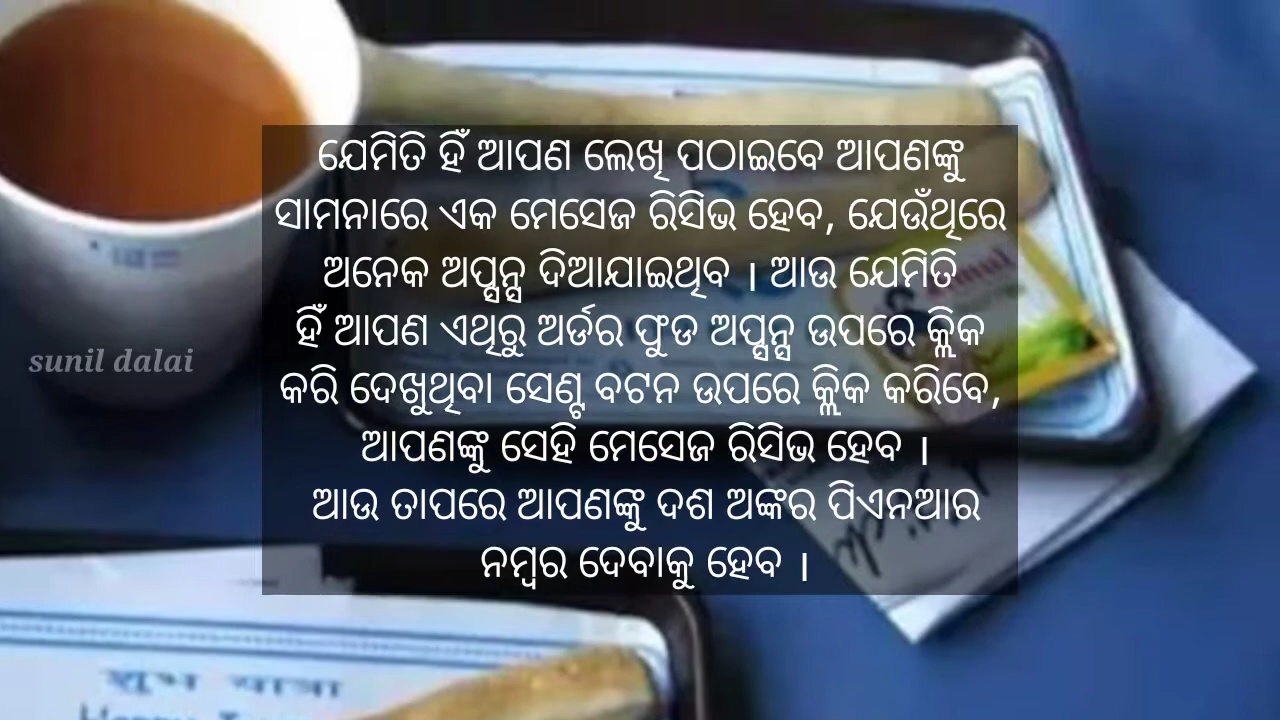 ଯେମିତି ହିଁ ଆପଣ ଲେଖି ପଠାଇବେ ଆପଣଙ୍କୁ
ସାମନାରେ ଏକ ମେସେଜ ରିସିଭ ହେବ, ଯେଉଁଥିରେ
ଅନେକ ଅପ୍ସନ୍ସ ଦିଆଯାଇଥିବ । ଆଉ ଯେମିତି
ହିଁ ଆପଣ ଏଥିରୁ ଅର୍ଡର ଫୁଡ ଅପ୍ସନ୍ସ ଉପରେ କ୍ଲିକ
କରି ଦେଖୁଥିବା ସେଣ୍ଟ ବଟନ ଉପରେ କ୍ଲିକ କରିବେ,
ଆପଣଙ୍କୁ ସେହି ମେସେଜ ରିସିଭ ହେବ ।
ଆଉ ତାପରେ ଆପଣଙ୍କୁ ଦଶ ଅଙ୍କର ପିଏନଆର
ନମ୍ବର ଦେବାକୁ ହେବ ।
sunil dalai
शुभ यात्रा